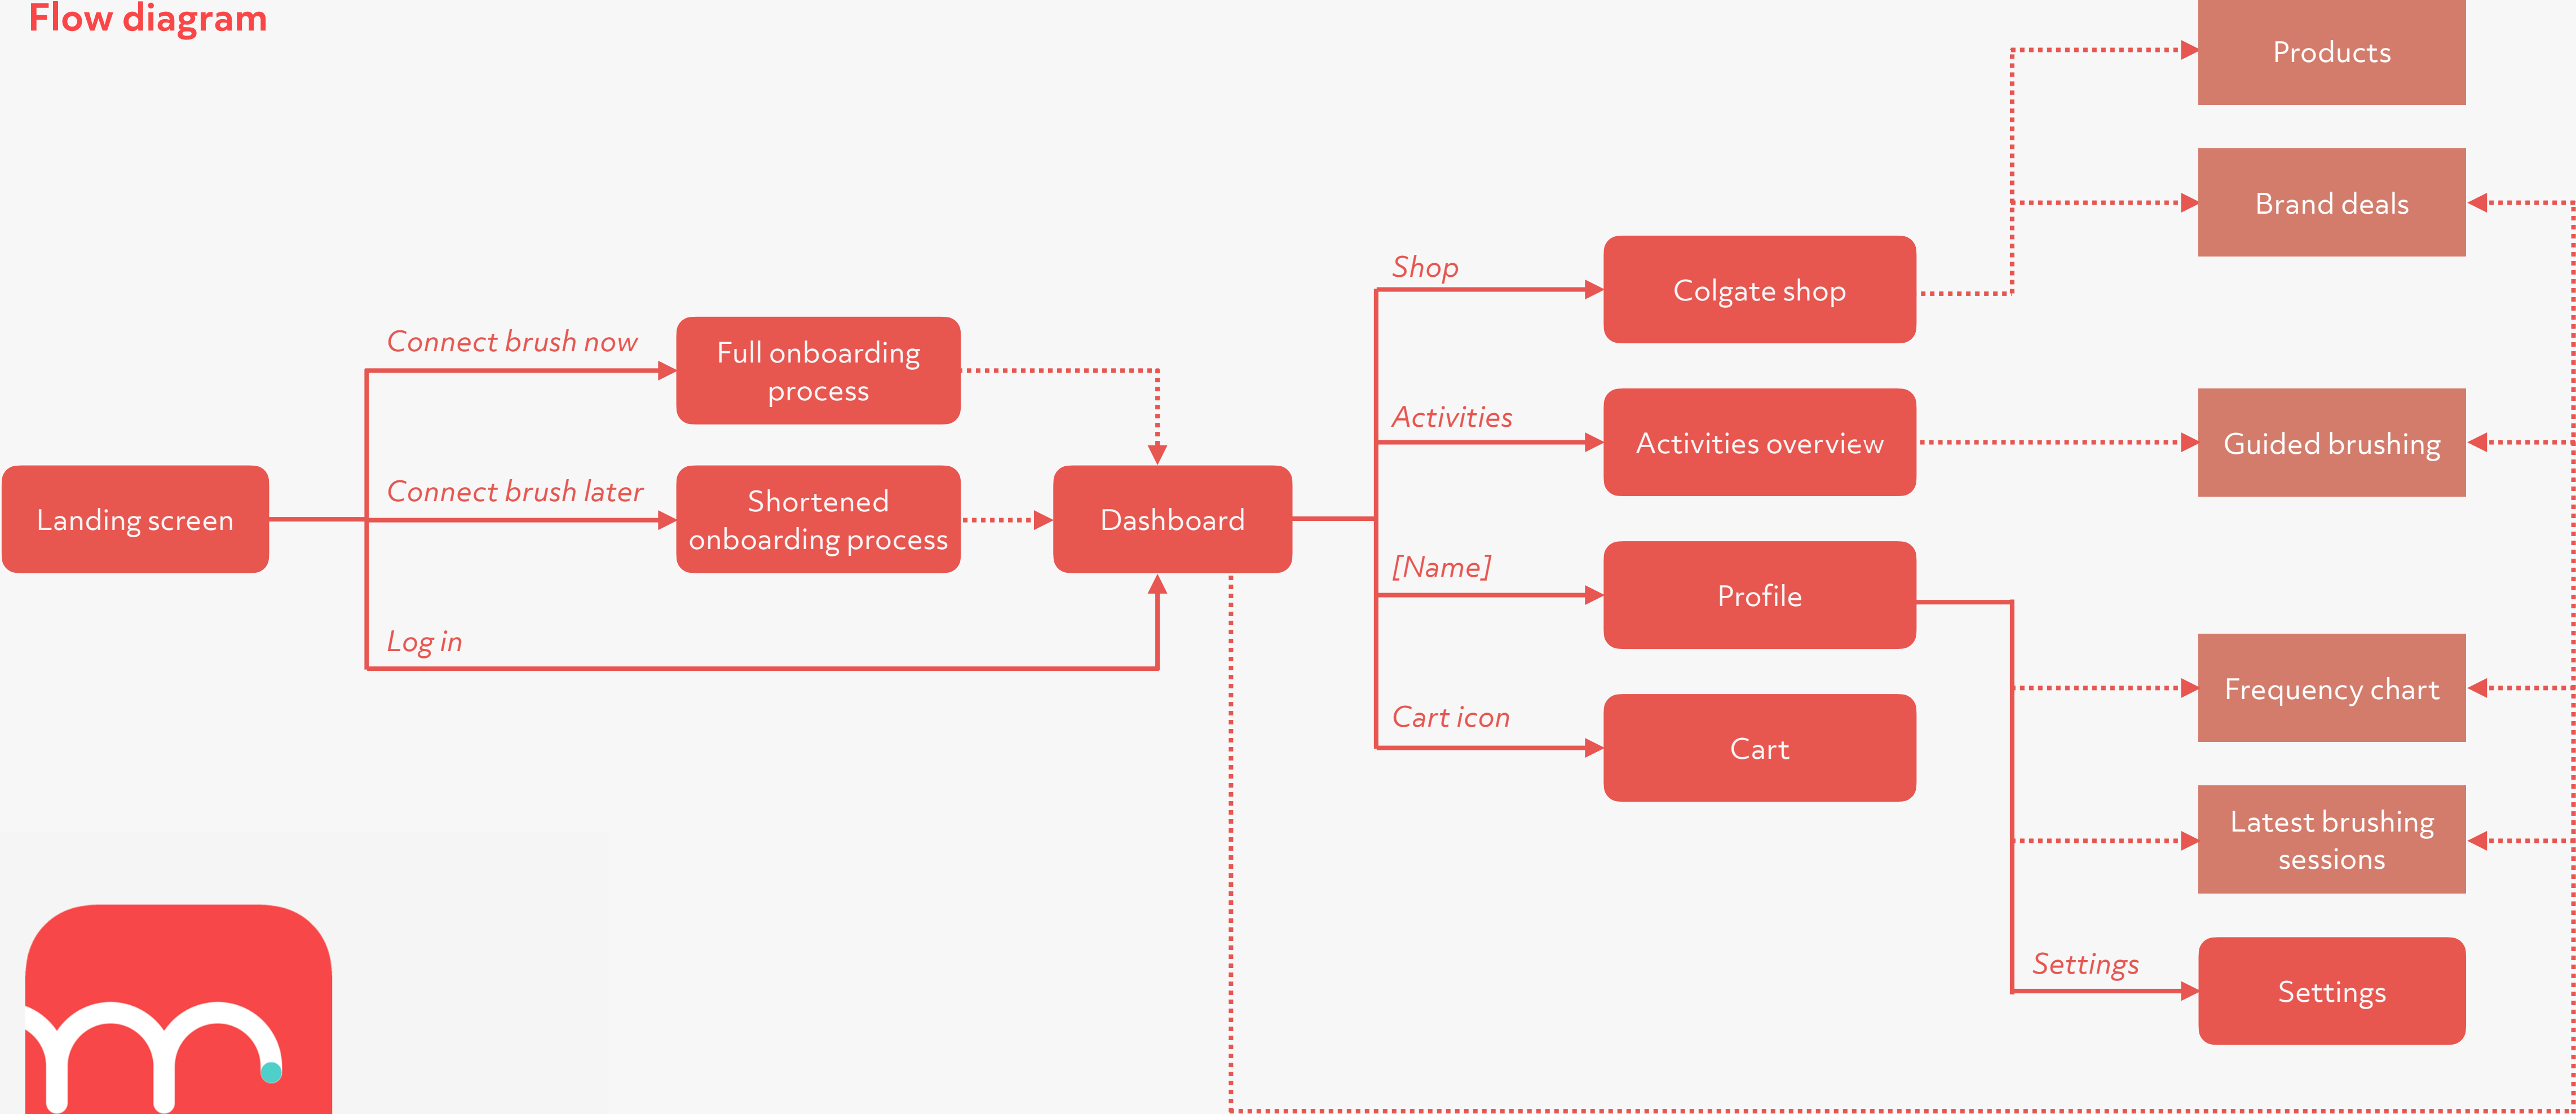 Flow diagram
Products
Brand deals
Shop
Colgate shop
Connect brush now
Full onboarding
process
Activities
Activities overview
Guided brushing
Landing screen
Connect brush later
Shortened
onboarding process
Dashboard
[Name]
Profile
Log in
Frequency chart
Cart icon
Cart
Latest brushing
sessions
Settings
Settings